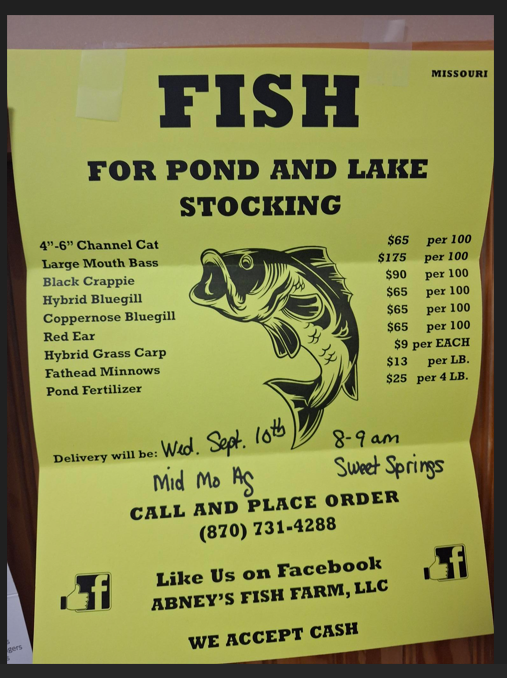 MISSOURI
FISH
FOR POND AND LAKE
STOCKING
4"-6" Channel Cat $65 per 100
Large Mouth Bass $175 per 100
Black Crappie $90 per 100
Hybrid Bluegill $65 per 100
Coppernose Bluegill $65 per 100
Red Ear $65 per 100
Hybrid Grass Carp $9 per EACH
Fathead Minnows $13 per LB.
Pond Fertilizer $25 per 4 LB.
Delivery will be: Wed. Sept. 10th 8-9 am
Mid Mo Ag Sweet Springs
CALL AND PLACE ORDER
(870) 731-4288
f Like Us on Facebook f
ABNEY'S FISH FARM, LLC
WE ACCEPT CASH
gers